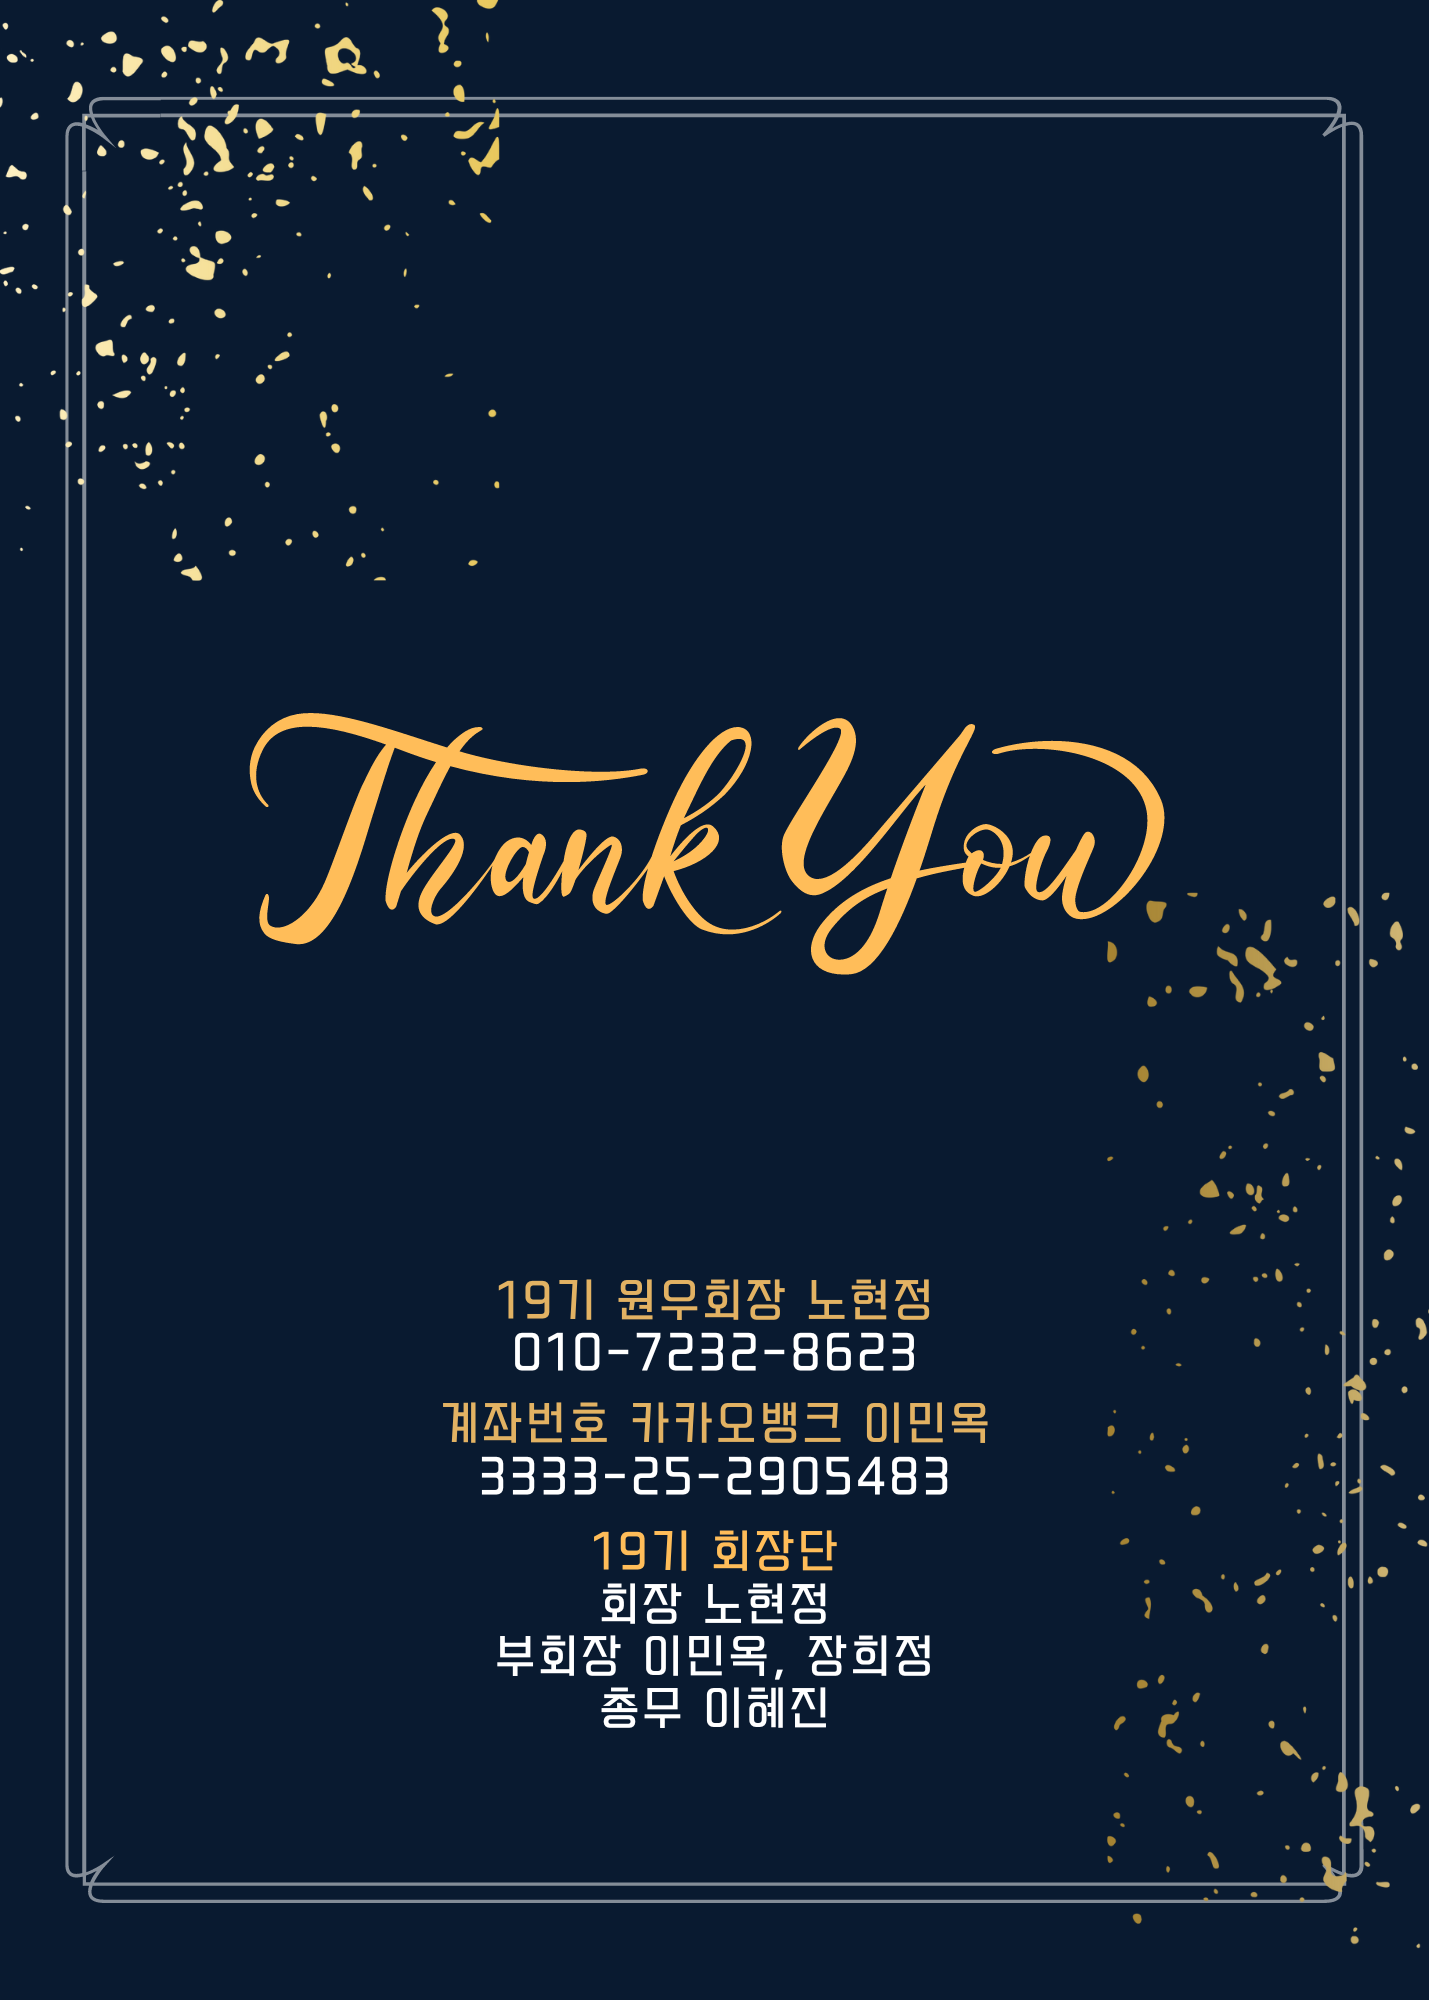 Thank You
19기 원우회장 노현정
010-7232-8623
계좌번호 카카오뱅크 이민옥
3333-25-2905483
19기 회장단
회장 노현정
부회장 이민옥, 장희정
총무 이혜진